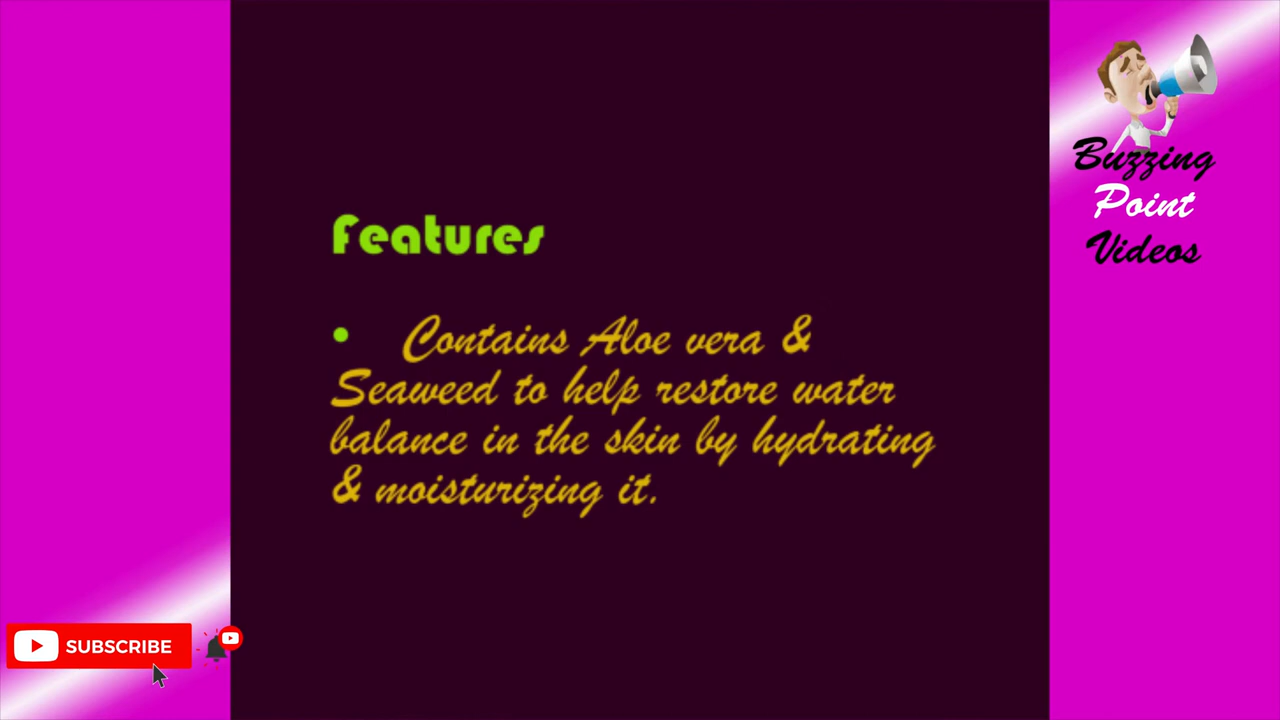 Features
• Contains Aloe vera &
Seaweed to help restore water
balance in the skin by hydrating
& moisturizing it.
Buzzing
Point
Videos
SUBSCRIBE